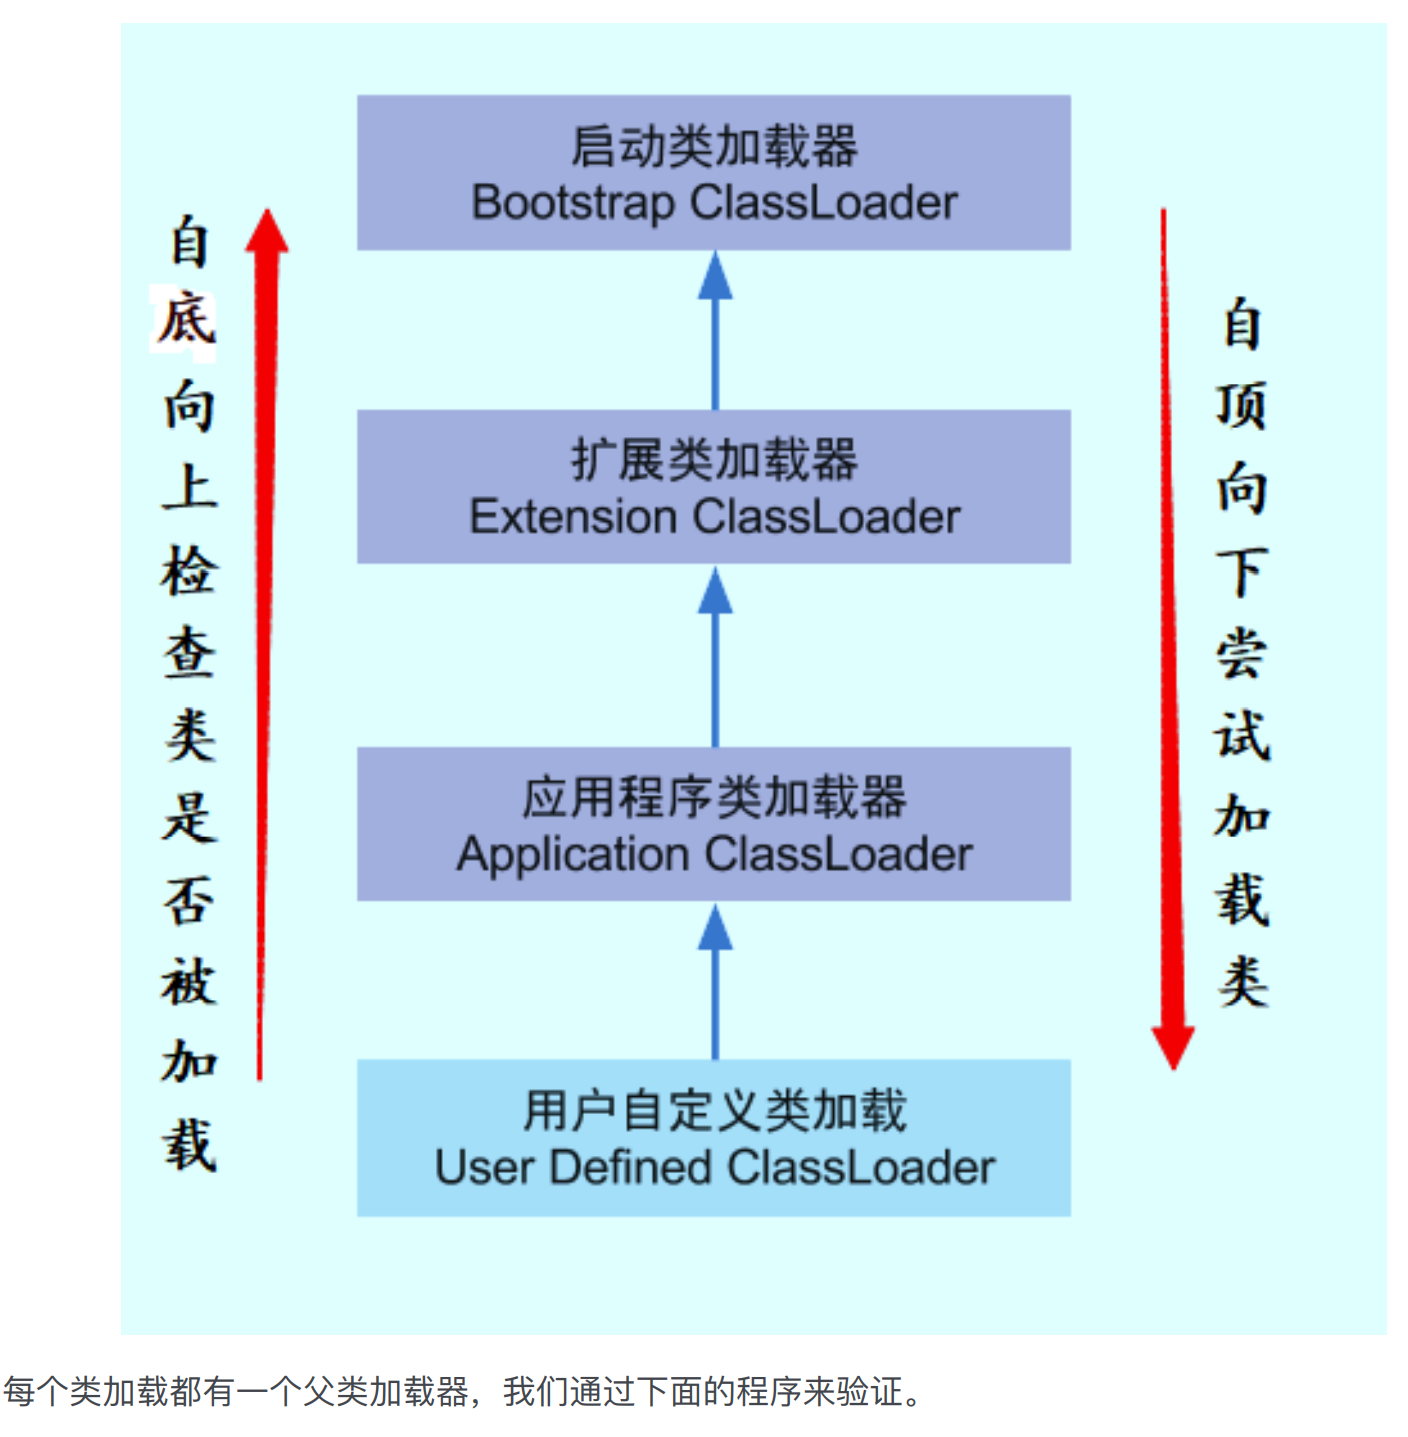 启动类加载器
Bootstrap ClassLoader
自底向上检查类是否被加载
自顶向下尝试加载类
扩展类加载器
Extension ClassLoader
应用程序类加载器
Application ClassLoader
用户自定义类加载
User Defined ClassLoader
每个类加载都有一个父类加载器，我们通过下面的程序来验证。